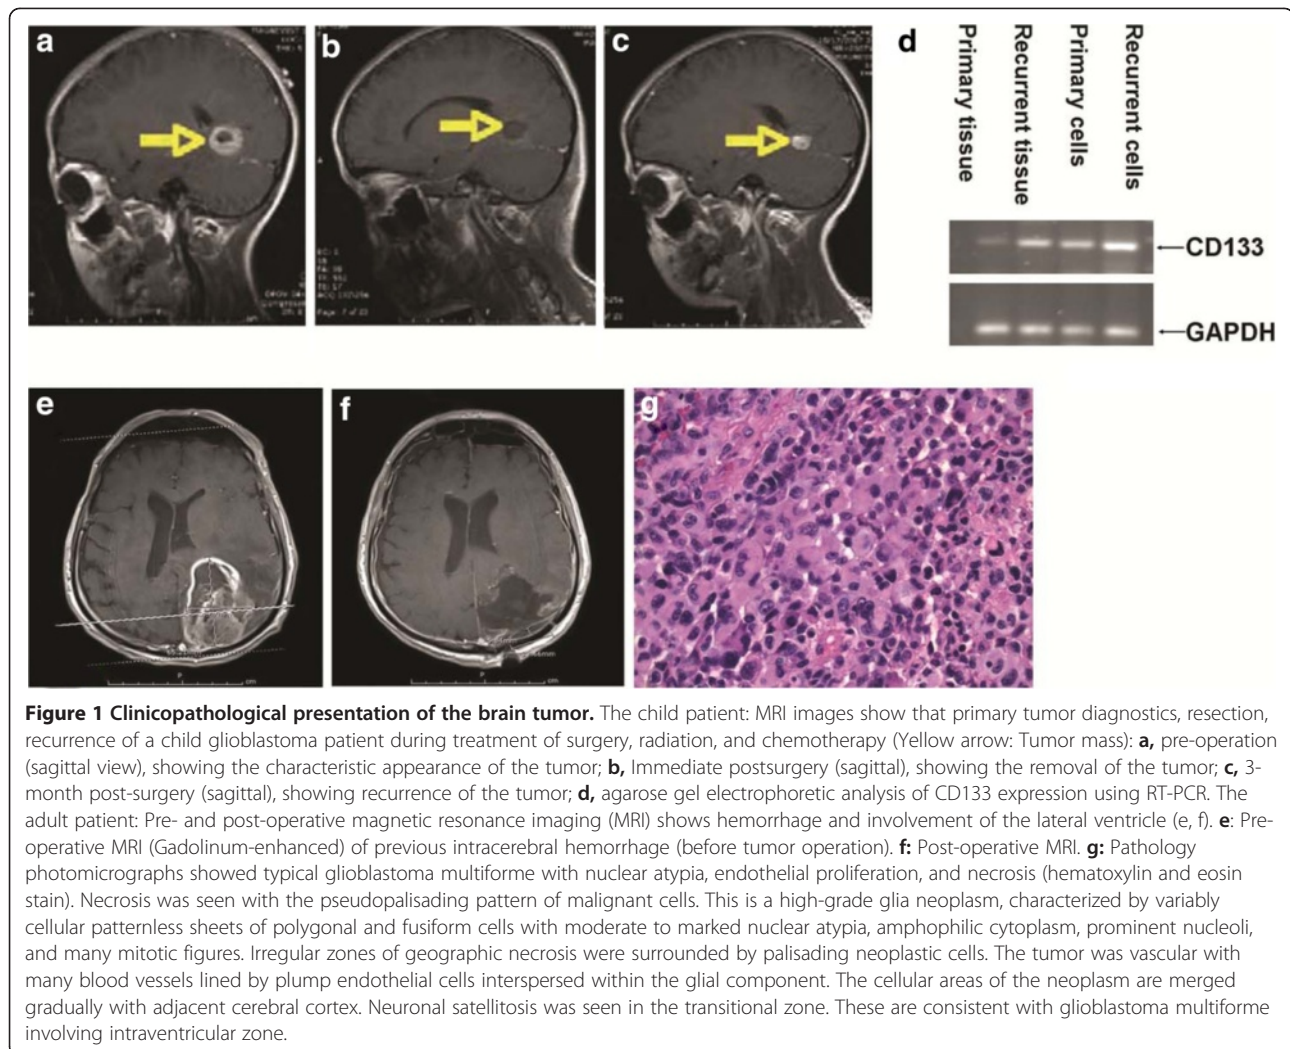 a
b
c
d
Primary tissue
Recurrent tissue
Primary cells
Recurrent cells
CD133
GAPDH
e
f
g
cm
cm
Figure 1 Clinicopathological presentation of the brain tumor. The child patient: MRI images show that primary tumor diagnostics, resection,
recurrence of a child glioblastoma patient during treatment of surgery, radiation, and chemotherapy (Yellow arrow: Tumor mass): a, pre-operation
(sagittal view), showing the characteristic appearance of the tumor; b, Immediate postsurgery (sagittal), showing the removal of the tumor; c, 3-
month post-surgery (sagittal), showing recurrence of the tumor; d, agarose gel electrophoretic analysis of CD133 expression using RT-PCR. The
adult patient: Pre- and post-operative magnetic resonance imaging (MRI) shows hemorrhage and involvement of the lateral ventricle (e, f). e: Pre-
operative MRI (Gadolinum-enhanced) of previous intracerebral hemorrhage (before tumor operation). f: Post-operative MRI. g: Pathology
photomicrographs showed typical glioblastoma multiforme with nuclear atypia, endothelial proliferation, and necrosis (hematoxylin and eosin
stain). Necrosis was seen with the pseudopalisading pattern of malignant cells. This is a high-grade glia neoplasm, characterized by variably
cellular patternless sheets of polygonal and fusiform cells with moderate to marked nuclear atypia, amphophilic cytoplasm, prominent nucleoli,
and many mitotic figures. Irregular zones of geographic necrosis were surrounded by palisading neoplastic cells. The tumor was vascular with
many blood vessels lined by plump endothelial cells interspersed within the glial component. The cellular areas of the neoplasm are merged
gradually with adjacent cerebral cortex. Neuronal satellitosis was seen in the transitional zone. These are consistent with glioblastoma multiforme
involving intraventricular zone.